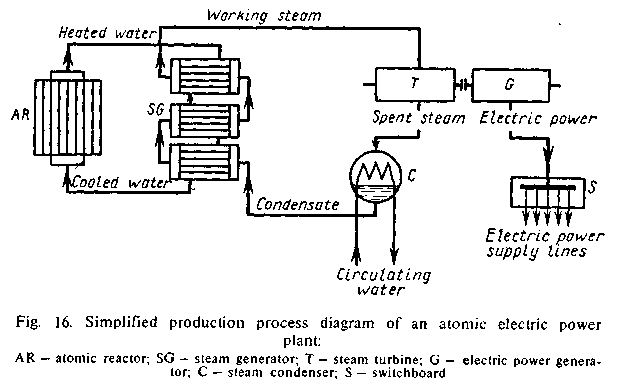 Working steam
Heated water
AR
SG
T
G
Spent steam
Electric power
C
S
Cooled water
Condensate
Electric power
supply lines
Circulating
water
Fig. 16. Simplified production process diagram of an atomic electric power
plant:
AR — atomic reactor; SG — steam generator; T — steam turbine; G — electric power genera-
tor; C — steam condenser; S — switchboard